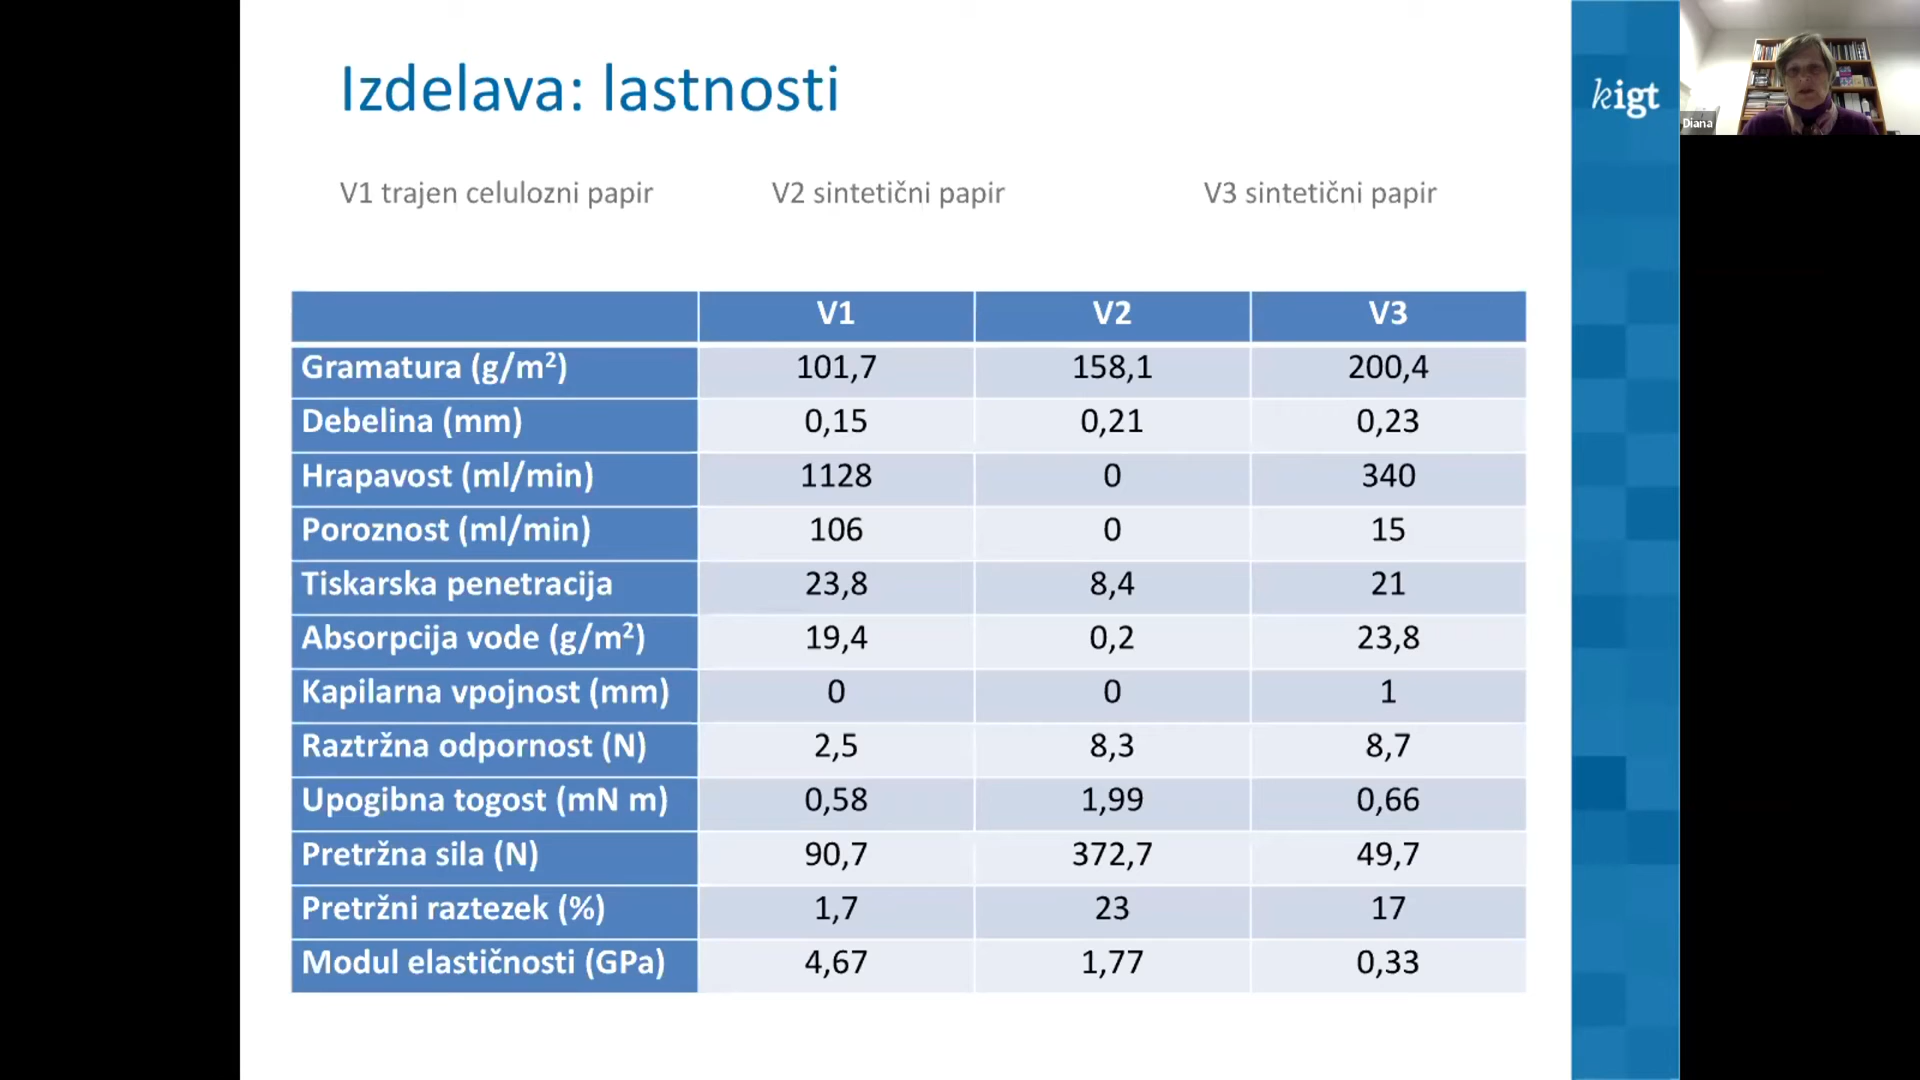 Izdelava: lastnosti
kigt
Diana
V1 trajen celulozni papir V2 sintetični papir V3 sintetični papir
V1 V2 V3
Gramatura (g/m²) 101,7 158,1 200,4
Debelina (mm) 0,15 0,21 0,23
Hrapavost (ml/min) 1128 0 340
Poroznost (ml/min) 106 0 15
Tiskarska penetracija 23,8 8,4 21
Absorpcija vode (g/m²) 19,4 0,2 23,8
Kapilarna vpojnost (mm) 0 0 1
Raztržna odpornost (N) 2,5 8,3 8,7
Upogibna togost (mN m) 0,58 1,99 0,66
Pretržna sila (N) 90,7 372,7 49,7
Pretržni raztezek (%) 1,7 23 17
Modul elastičnosti (GPa) 4,67 1,77 0,33